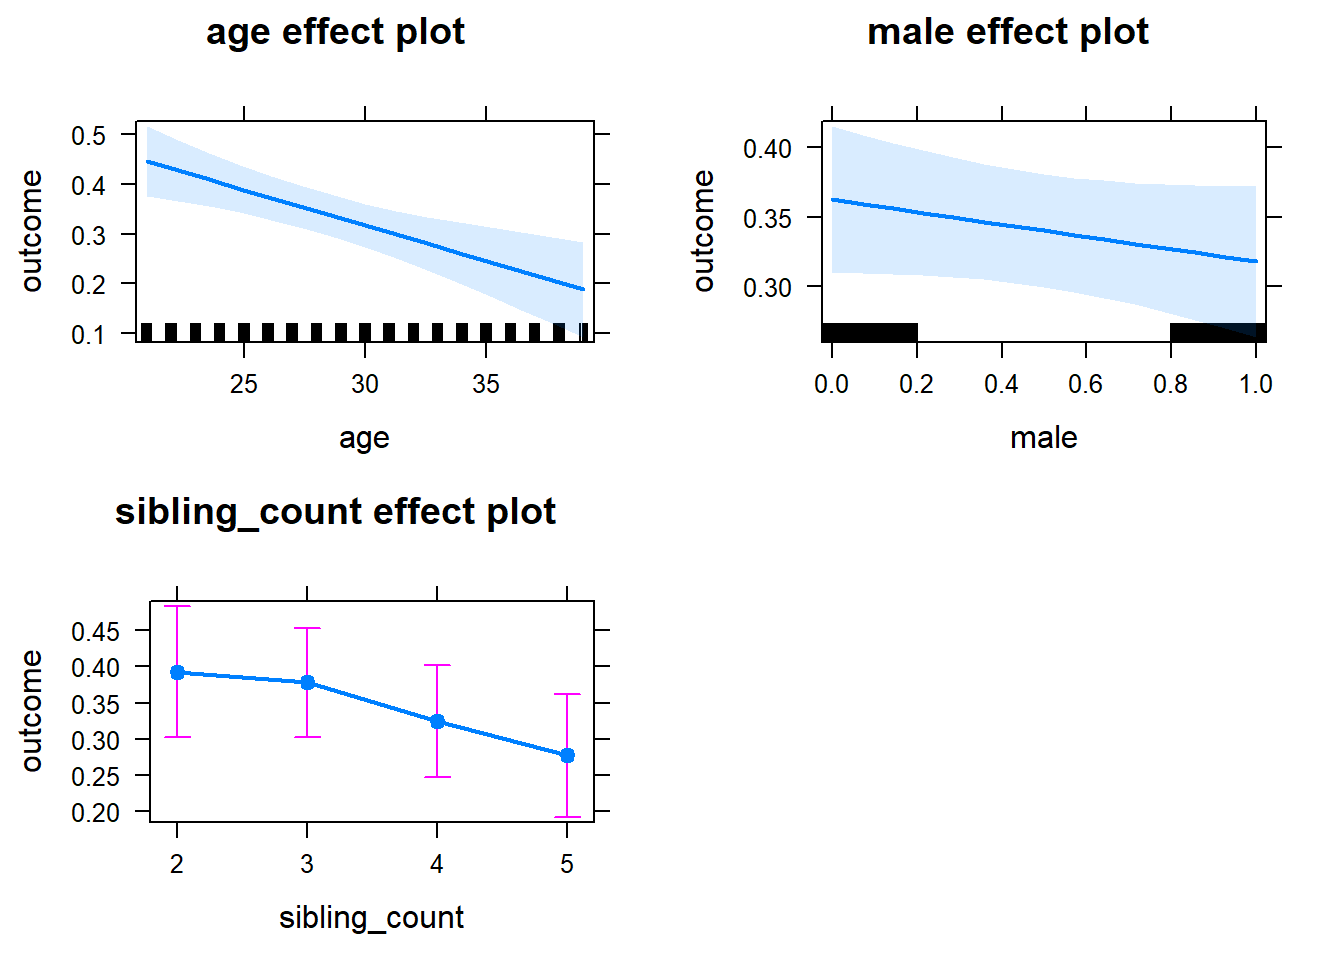 age effect plot
outcome
0.5
0.4
0.3
0.2
0.1
25 30 35
age
male effect plot
outcome
0.40
0.35
0.30
0.0 0.2 0.4 0.6 0.8 1.0
male
sibling_count effect plot
outcome
0.45
0.40
0.35
0.30
0.25
0.20
2 3 4 5
sibling_count